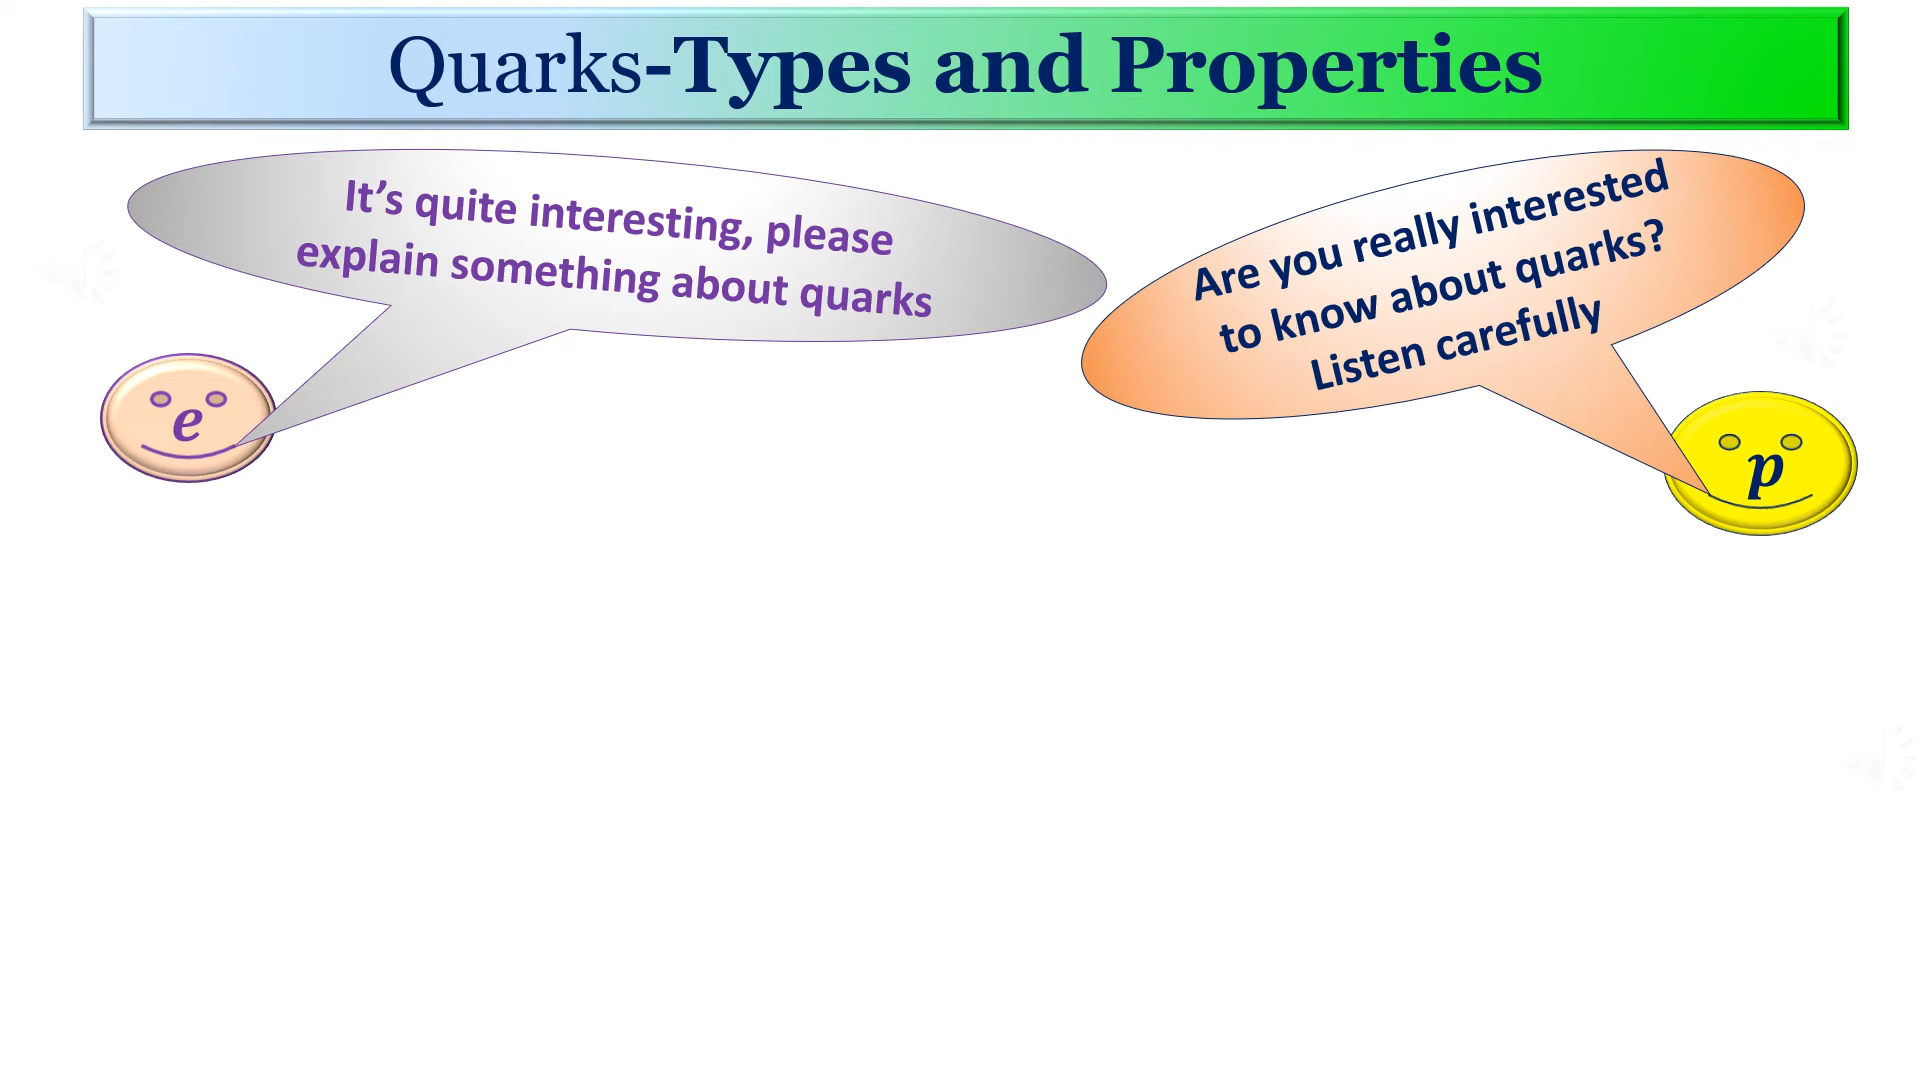 Quarks-Types and Properties
It’s quite interesting, please
explain something about quarks
Are you really interested
to know about quarks?
Listen carefully
e
p